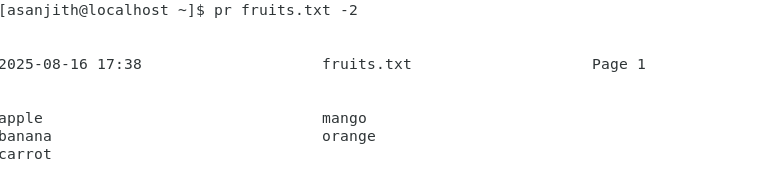 [asanjith@localhost ~]$ pr fruits.txt -2
2025-08-16 17:38 fruits.txt Page 1
apple mango
banana orange
carrot